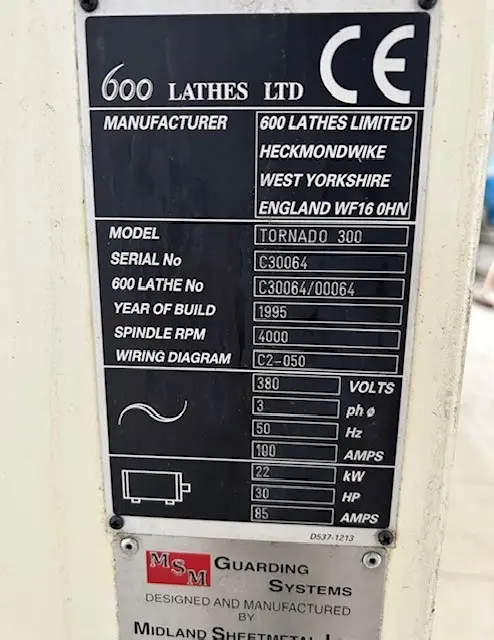 600 LATHES LTD CE
MANUFACTURER 600 LATHES LIMITED
HECKMONDWIKE
WEST YORKSHIRE
ENGLAND WF16 0HN
MODEL TORNADO 300
SERIAL No C30064
600 LATHE No C30064/00064
YEAR OF BUILD 1995
SPINDLE RPM 4000
WIRING DIAGRAM C2-050
380 VOLTS
3 ph ø
50 Hz
100 AMPS
22 kW
30 HP
85 AMPS
D537-1213
MSM GUARDING
SYSTEMS
DESIGNED AND MANUFACTURED
BY
MIDLAND SHEETMETAL